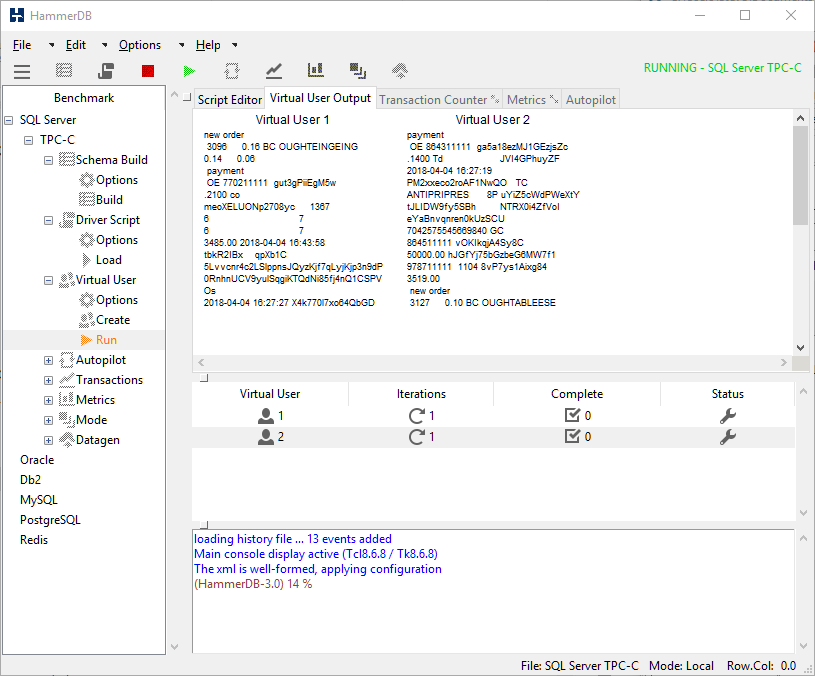 HammerDB
File Edit Options Help
RUNNING - SQL Server TPC-C
Benchmark
SQL Server
TPC-C
Schema Build
Options
Build
Driver Script
Options
Load
Virtual User
Options
Create
Run
Autopilot
Transactions
Metrics
Mode
Datagen
Oracle
Db2
MySQL
PostgreSQL
Redis
Script Editor Virtual User Output Transaction Counter Metrics Autopilot
Virtual User 1
new order
3096 0.16 BC OUGHTEINGEING
0.14 0.06
payment
OE 770211111 gut3gPiiEgM5w
.2100 co
meoXELUONp2708yc 1367
6 7
6 7
3485.00 2018-04-04 16:43:58
tbkR2IBx qpXb1C
5Lvvcnr4c2LSlppnsJQyzKjf7qLyjKjp3n9dP
0RnhnUCV9yulSqgiKTQdNi85fj4nQ1CSPV
Os
2018-04-04 16:27:27 X4k770l7xo64QbGD
Virtual User 2
payment
OE 864311111 ga5a18ezMJ1GEzjsZc
.1400 Td JVI4GPhuyZF
2018-04-04 16:27:19
PM2xxeco2roAF1NwQO TC
ANTIPRIPRES 8P uYiZ5cWdPWeXtY
tJLIDW9fy5SBh NTRX0i4ZfVoI
eYaBnvqnren0kUzSCU
7042575545669840 GC
864511111 vOKIkqjA4Sy8C
50000.00 hJGfYj75bGzbeG6MW7f1
978711111 1104 8vP7ys1Aixg84
3519.00
new order
3127 0.10 BC OUGHTABLEESE
Virtual User Iterations Complete Status
1 1 0
2 1 0
loading history file ... 13 events added
Main console display active (Tcl8.6.8 / Tk8.6.8)
The xml is well-formed, applying configuration
(HammerDB-3.0) 14 %
File: SQL Server TPC-C Mode: Local Row.Col: 0.0